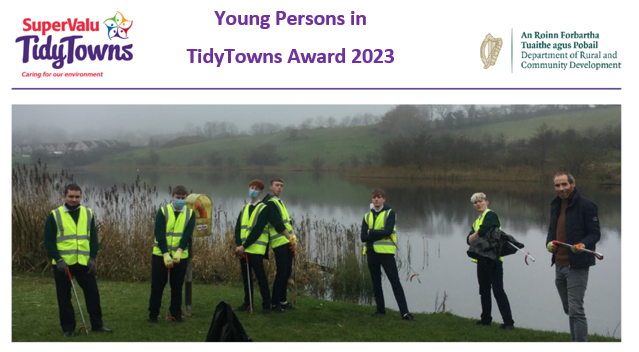 SuperValu
TidyTowns
Caring for our environment
Young Persons in
TidyTowns Award 2023
An Roinn Forbartha
Tuaithe agus Pobail
Department of Rural and
Community Development